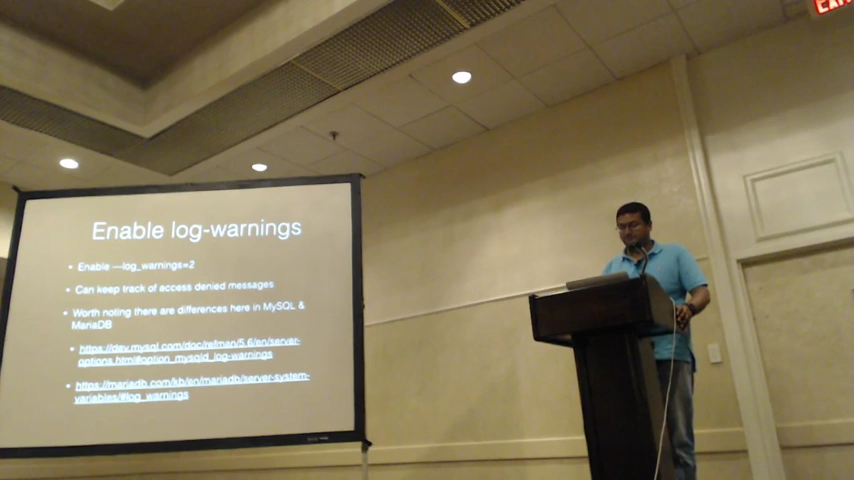 Enable log-warnings
• Enable —log_warnings=2
• Can keep track of access denied messages
• Worth noting there are differences here in MySQL &
MariaDB
• https://dev.mysql.com/doc/refman/5.6/en/server-
options.html#option_mysqld_log-warnings
• https://mariadb.com/kb/en/mariadb/server-system-
variables/#log_warnings